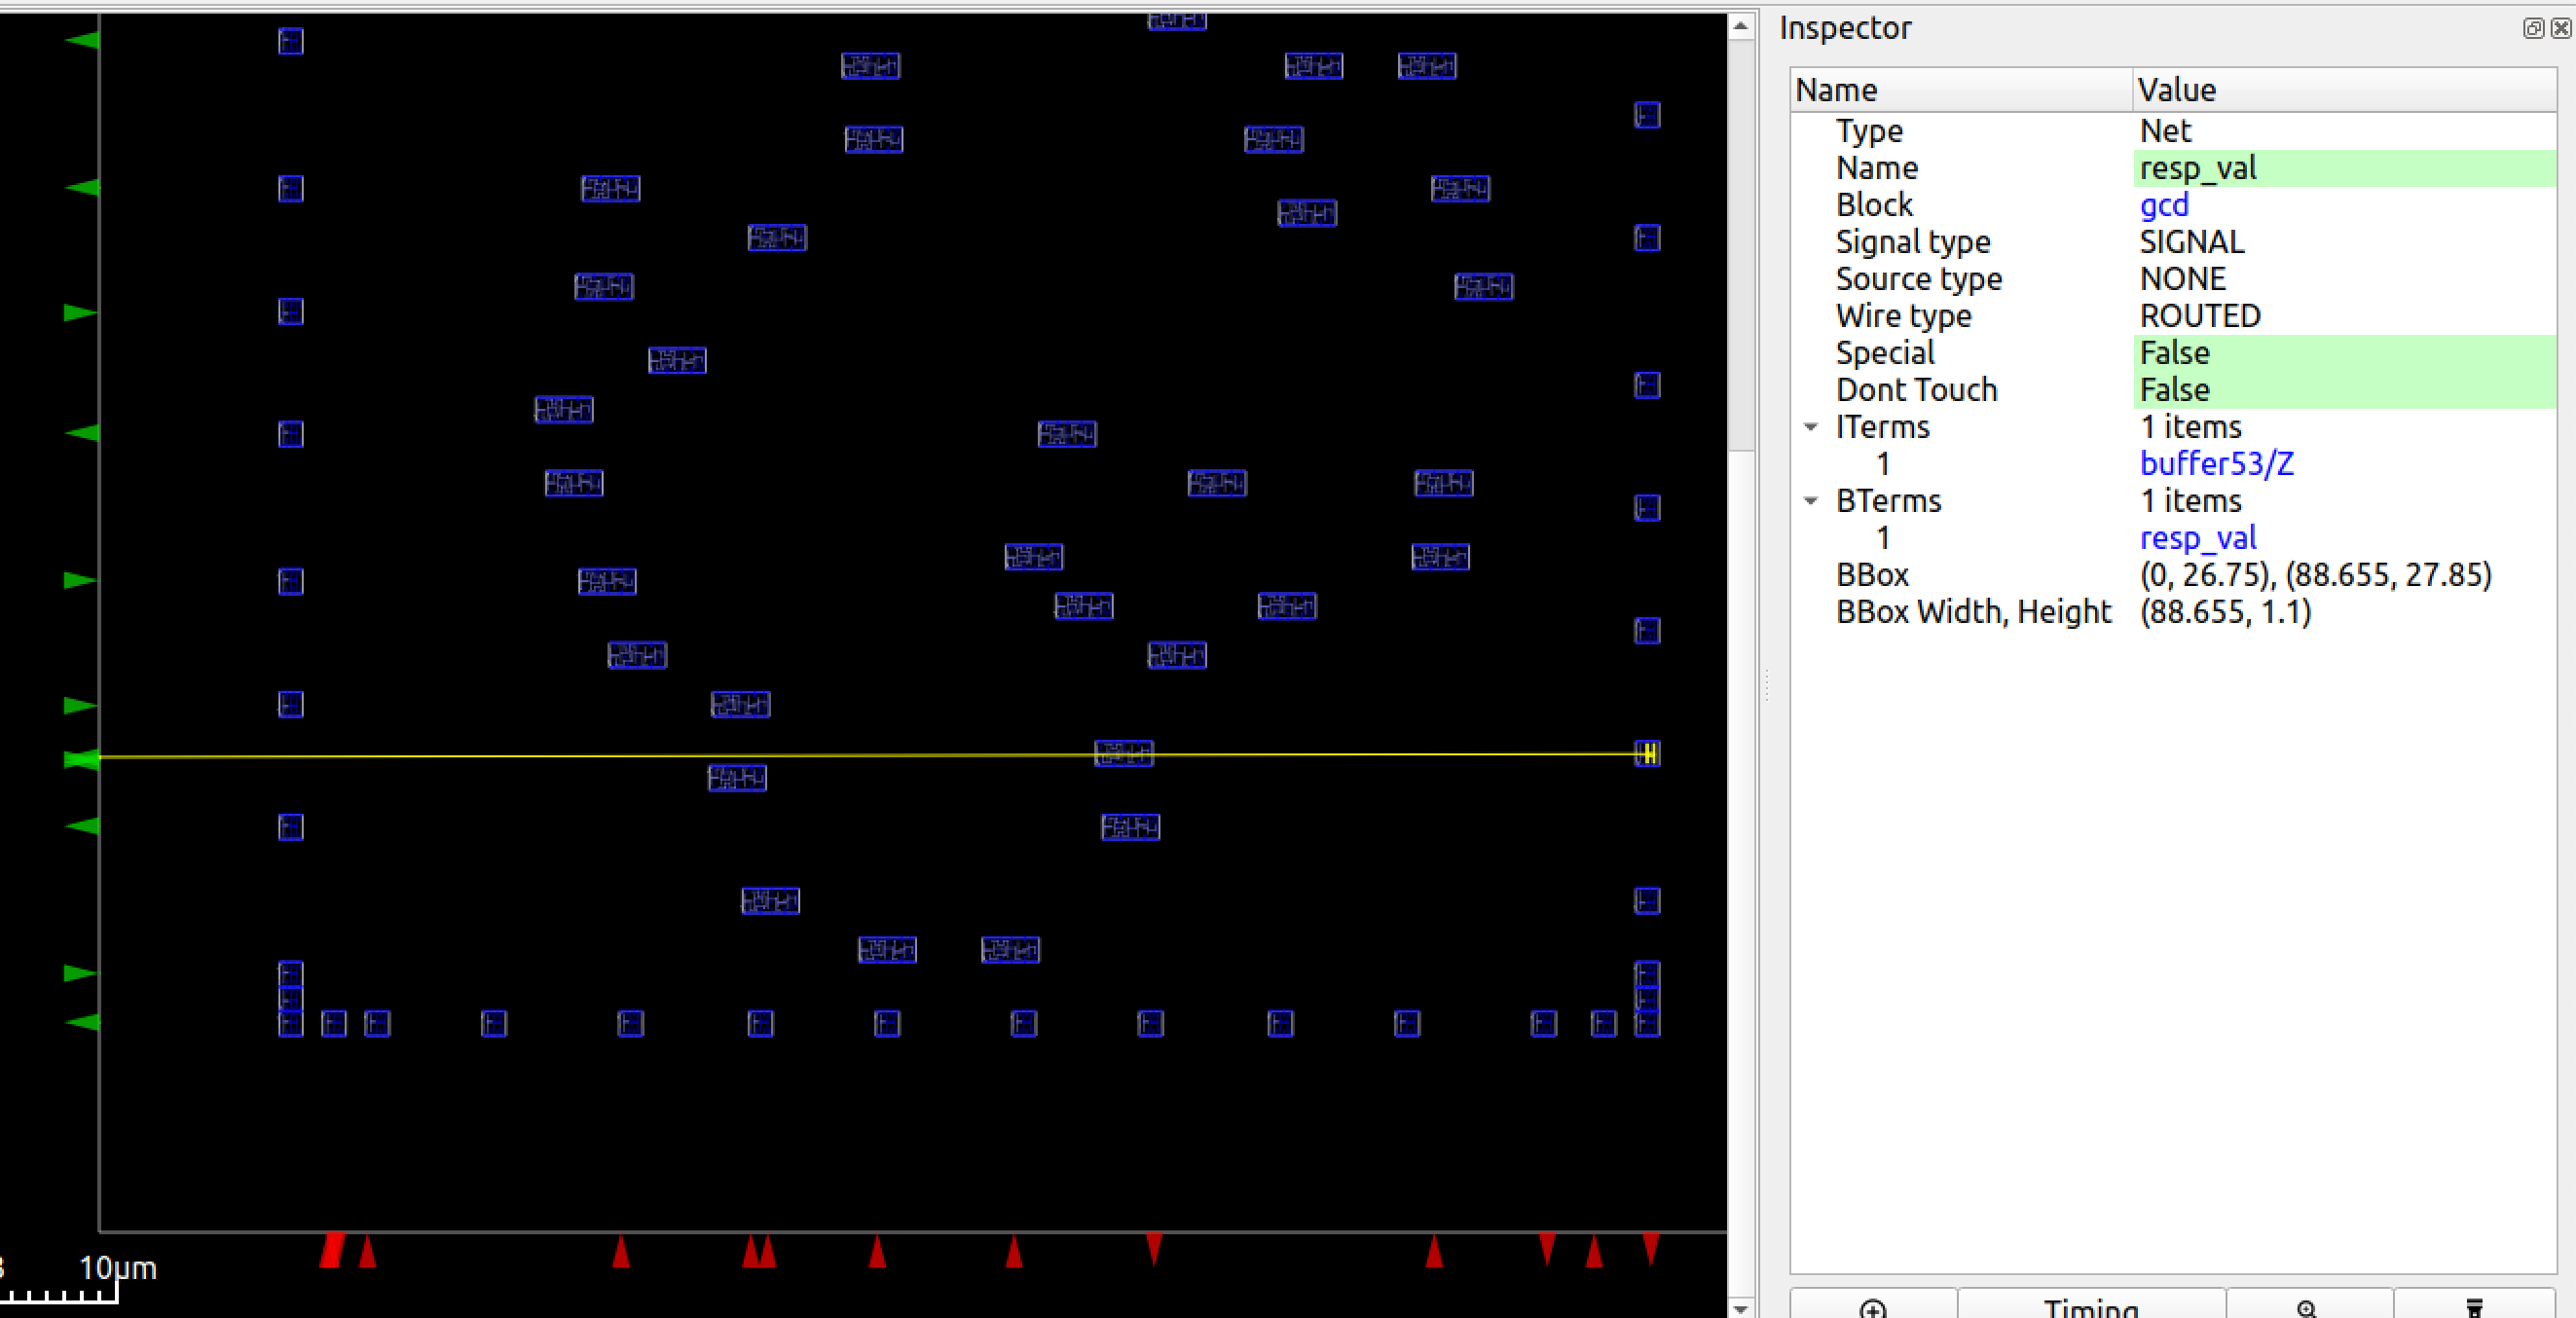 Inspector
Name Value
Type Net
Name resp_val
Block gcd
Signal type SIGNAL
Source type NONE
Wire type ROUTED
Special False
Dont Touch False
ITerms 1 items
1 buffer53/Z
BTerms 1 items
1 resp_val
BBox (0, 26.75), (88.655, 27.85)
BBox Width, Height (88.655, 1.1)
10μm
Timing